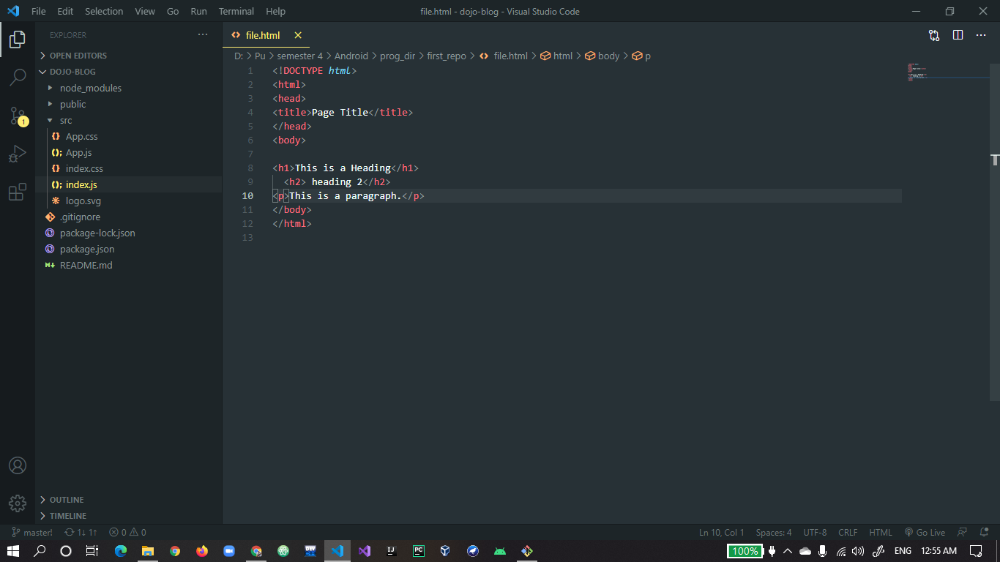 File Edit Selection View Go Run Terminal Help file.html - dojo-blog - Visual Studio Code
EXPLORER
OPEN EDITORS
DOJO-BLOG
node_modules
public
src
App.css
App.js
index.css
index.js
logo.svg
.gitignore
package-lock.json
package.json
README.md
OUTLINE
TIMELINE
1
file.html
D: > Pu > semester 4 > Android > prog_dir > first_repo > file.html > html > body > p
1 <!DOCTYPE html>
2 <html>
3 <head>
4 <title>Page Title</title>
5 </head>
6 <body>
7
8 <h1>This is a Heading</h1>
9 <h2> heading 2</h2>
10 <p>This is a paragraph.</p>
11 </body>
12 </html>
13
master! 1↓ 1↑ 0 0 Ln 10, Col 1 Spaces: 4 UTF-8 CRLF HTML Go Live
DEV IJ PC 100% ENG 12:55 AM